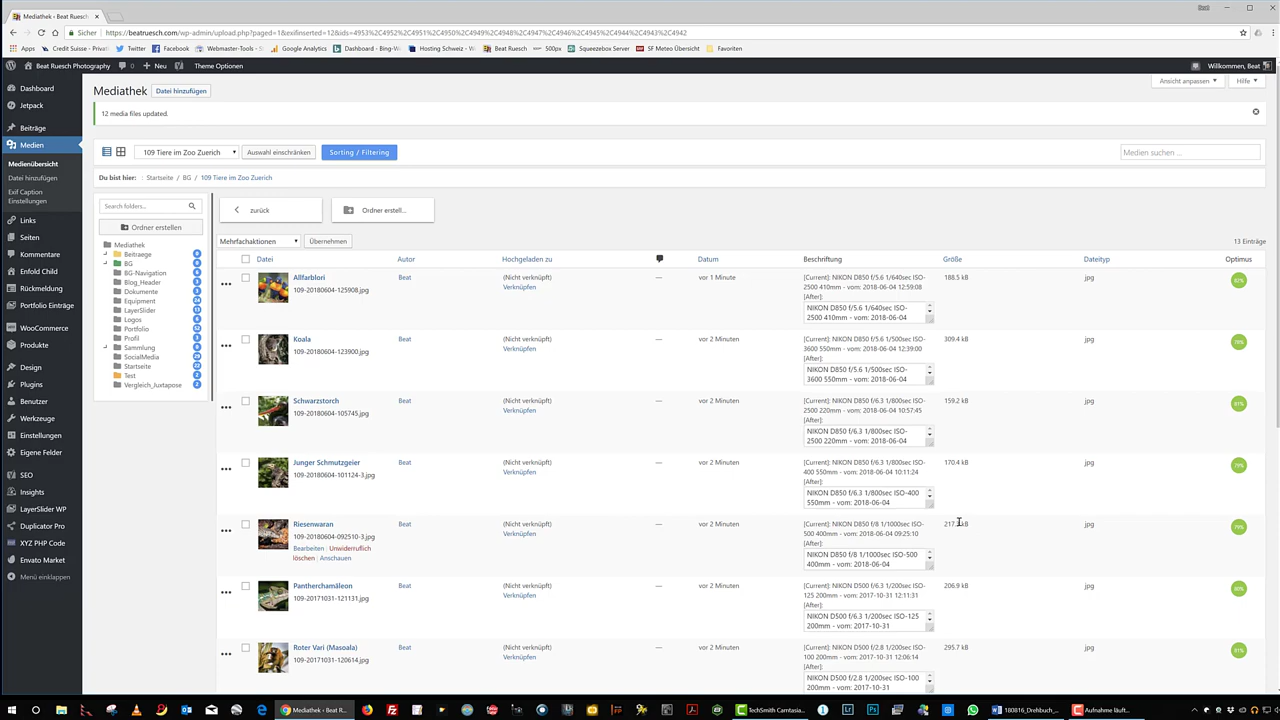 Mediathek ‹ Beat Ruesch ×
Sicher https://beatruesch.com/wp-admin/upload.php?paged=1&exifinserted=12&ids=4953%2C4952%2C4951%2C4950%2C4949%2C4948%2C4947%2C4946%2C4945%2C4944%2C4943%2C4942
Apps Credit Suisse - Privat Twitter Facebook Webmaster-Tools Google Analytics Dashboard - Bing-W Hosting Schweiz - We Beat Ruesch 500px Squeezebox Server SF Meteo Übersicht Favoriten
Beat Ruesch Photography 0 + Neu Theme Optionen Willkommen, Beat
Dashboard
Jetpack
Beiträge
Medien
Medienübersicht
Datei hinzufügen
Exif Caption
Einstellungen
Links
Seiten
Kommentare
Enfold Child
Rückmeldung
Portfolio Einträge
WooCommerce
Produkte
Design
Plugins
Benutzer
Werkzeuge
Einstellungen
Eigene Felder
SEO
Insights
LayerSlider WP
Duplicator Pro
XYZ PHP Code
Envato Market
Menü einklappen
Mediathek Datei hinzufügen Ansicht anpassen Hilfe
12 media files updated.
109 Tiere im Zoo Zuerich Auswahl einschränken Sorting / Filtering Medien suchen ...
Du bist hier: : Startseite / BG / 109 Tiere im Zoo Zuerich
Search folders...
Ordner erstellen
Mediathek
Beitraege
BG
BG-Navigation
Blog_Header
Dokumente
Equipment
LayerSlider
Logos
Portfolio
Profil
Sammlung
SocialMedia
Startseite
Test
Vergleich_Juxtapose
zurück Ordner erstell...
Mehrfachaktionen Übernehmen 13 Einträge
Datei Autor Hochgeladen zu Datum Beschriftung Größe Dateityp Optimus
Allfarblori Beat (Nicht verknüpft) — vor 1 Minute [Current]: NIKON D850 f/5.6 1/640sec ISO- 188.5 kB jpg 82%
109-20180604-125908.jpg Verknüpfen 2500 410mm - vom: 2018-06-04 12:59:08
[After]:
NIKON D850 f/5.6 1/640sec ISO-
2500 410mm - vom: 2018-06-04
Koala Beat (Nicht verknüpft) — vor 2 Minuten [Current]: NIKON D850 f/5.6 1/500sec ISO- 309.4 kB jpg 79%
109-20180604-123900.jpg Verknüpfen 3600 550mm - vom: 2018-06-04 12:39:00
[After]:
NIKON D850 f/5.6 1/500sec ISO-
3600 550mm - vom: 2018-06-04
Schwarzstorch Beat (Nicht verknüpft) — vor 2 Minuten [Current]: NIKON D850 f/6.3 1/800sec ISO- 159.2 kB jpg 81%
109-20180604-105745.jpg Verknüpfen 2500 220mm - vom: 2018-06-04 10:57:45
[After]:
NIKON D850 f/6.3 1/800sec ISO-
2500 220mm - vom: 2018-06-04
Junger Schmutzgeier Beat (Nicht verknüpft) — vor 2 Minuten [Current]: NIKON D850 f/6.3 1/800sec ISO- 170.4 kB jpg 79%
109-20180604-101124-3.jpg Verknüpfen 400 550mm - vom: 2018-06-04 10:11:24
[After]:
NIKON D850 f/6.3 1/800sec ISO-400
550mm - vom: 2018-06-04
Riesenwaran Beat (Nicht verknüpft) — vor 2 Minuten [Current]: NIKON D850 f/8 1/1000sec ISO- jpg 79%
109-20180604-092510-3.jpg Verknüpfen 500 400mm - vom: 2018-06-04 09:25:10
Bearbeiten | Unwiderruflich löschen | Anschauen
[After]:
NIKON D850 f/8 1/1000sec ISO-500
400mm - vom: 2018-06-04
Pantherchamäleon Beat (Nicht verknüpft) — vor 2 Minuten [Current]: NIKON D500 f/6.3 1/200sec ISO- 206.9 kB jpg
109-20171031-121131.jpg Verknüpfen 125 200mm - vom: 2017-10-31 12:11:31
[After]:
NIKON D500 f/6.3 1/200sec ISO-125
200mm - vom: 2017-10-31
Roter Vari (Masoala) Beat (Nicht verknüpft) — vor 2 Minuten [Current]: NIKON D500 f/2.8 1/200sec ISO- 295.7 kB jpg 81%
109-20171031-120614.jpg Verknüpfen 100 200mm - vom: 2017-10-31 12:06:14
[After]:
NIKON D500 f/2.8 1/200sec ISO-100
200mm - vom: 2017-10-31
Mediathek ‹ Beat R... TechSmith Camtasia... 180816_Drehbuch_... Aufnahme läuft...